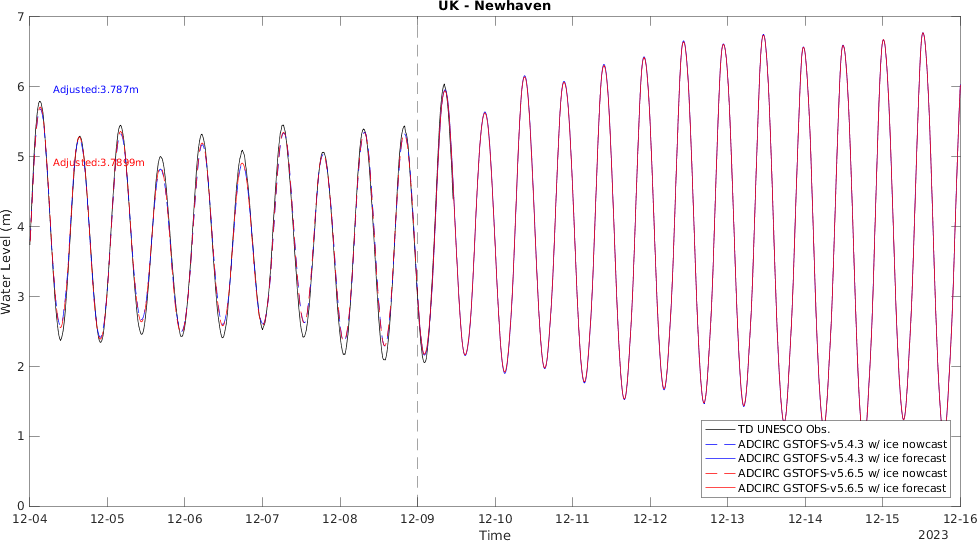 UK - Newhaven
7
6
5
4
3
2
1
0
Water Level (m)
Adjusted:3.787m
Adjusted:3.7899m
TD UNESCO Obs.
ADCIRC GSTOFS-v5.4.3 w/ ice nowcast
ADCIRC GSTOFS-v5.4.3 w/ ice forecast
ADCIRC GSTOFS-v5.6.5 w/ ice nowcast
ADCIRC GSTOFS-v5.6.5 w/ ice forecast
12-04 12-05 12-06 12-07 12-08 12-09 12-10 12-11 12-12 12-13 12-14 12-15 12-16
Time
2023